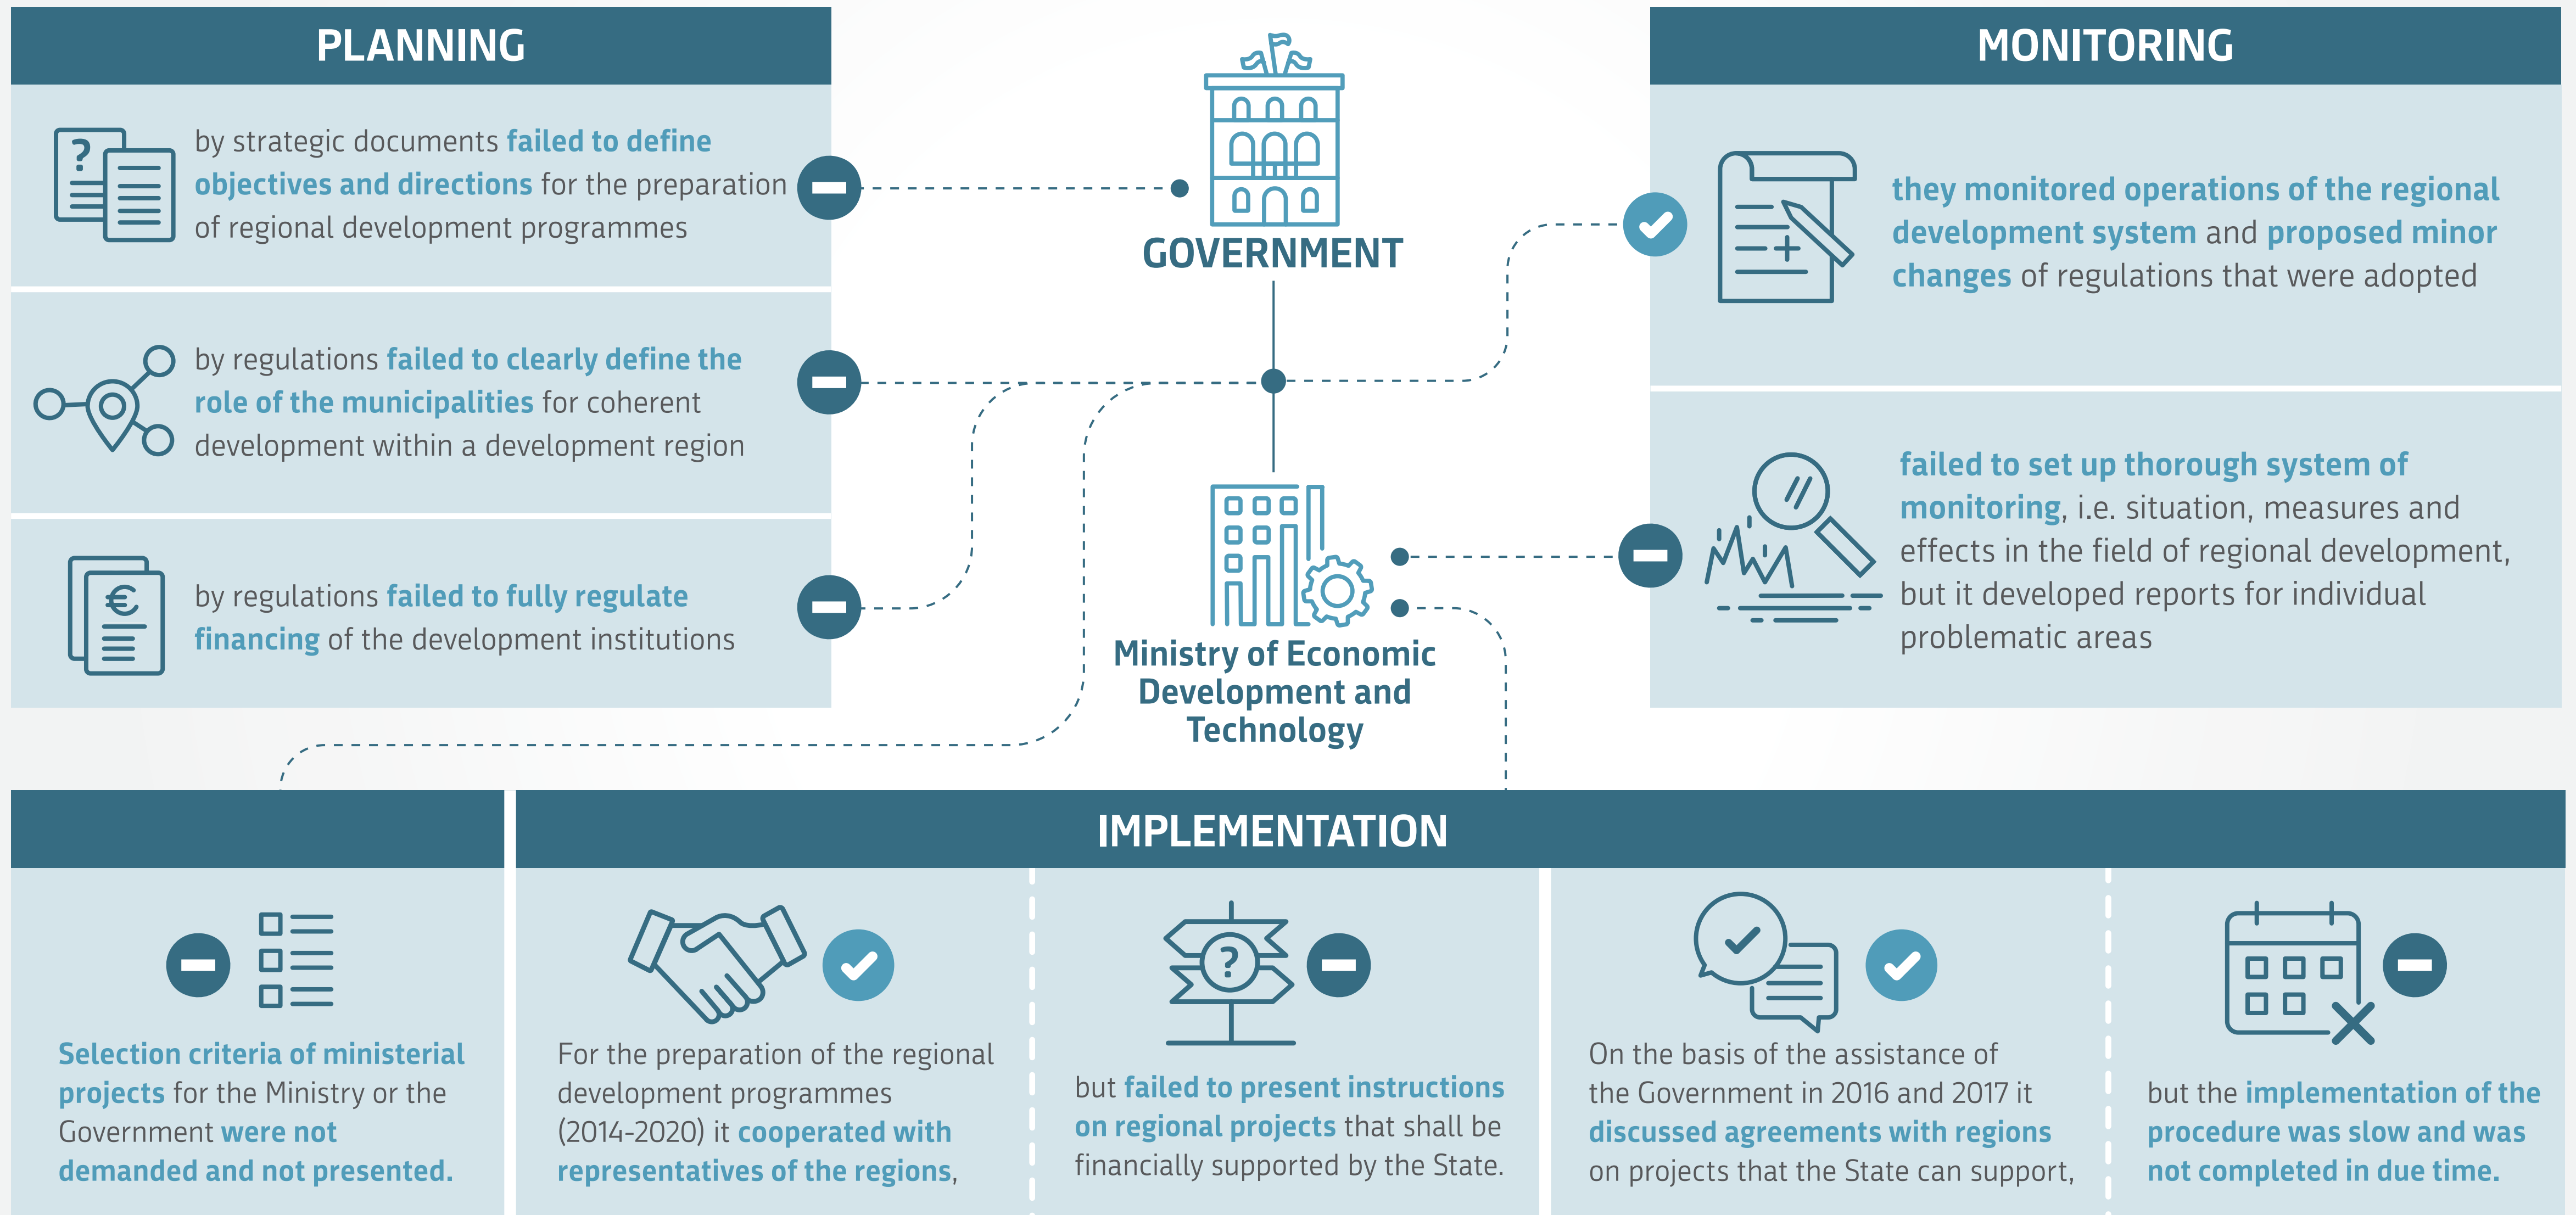 PLANNING
by strategic documents failed to define
objectives and directions for the preparation
of regional development programmes
by regulations failed to clearly define the
role of the municipalities for coherent
development within a development region
€
by regulations failed to fully regulate
financing of the development institutions
?
GOVERNMENT
Ministry of Economic
Development and
Technology
MONITORING
they monitored operations of the regional
development system and proposed minor
changes of regulations that were adopted
failed to set up thorough system of
monitoring, i.e. situation, measures and
effects in the field of regional development,
but it developed reports for individual
problematic areas
IMPLEMENTATION
Selection criteria of ministerial
projects for the Ministry or the
Government were not
demanded and not presented.
For the preparation of the regional
development programmes
(2014-2020) it cooperated with
representatives of the regions,
?
but failed to present instructions
on regional projects that shall be
financially supported by the State.
On the basis of the assistance of
the Government in 2016 and 2017 it
discussed agreements with regions
on projects that the State can support,
but the implementation of the
procedure was slow and was
not completed in due time.